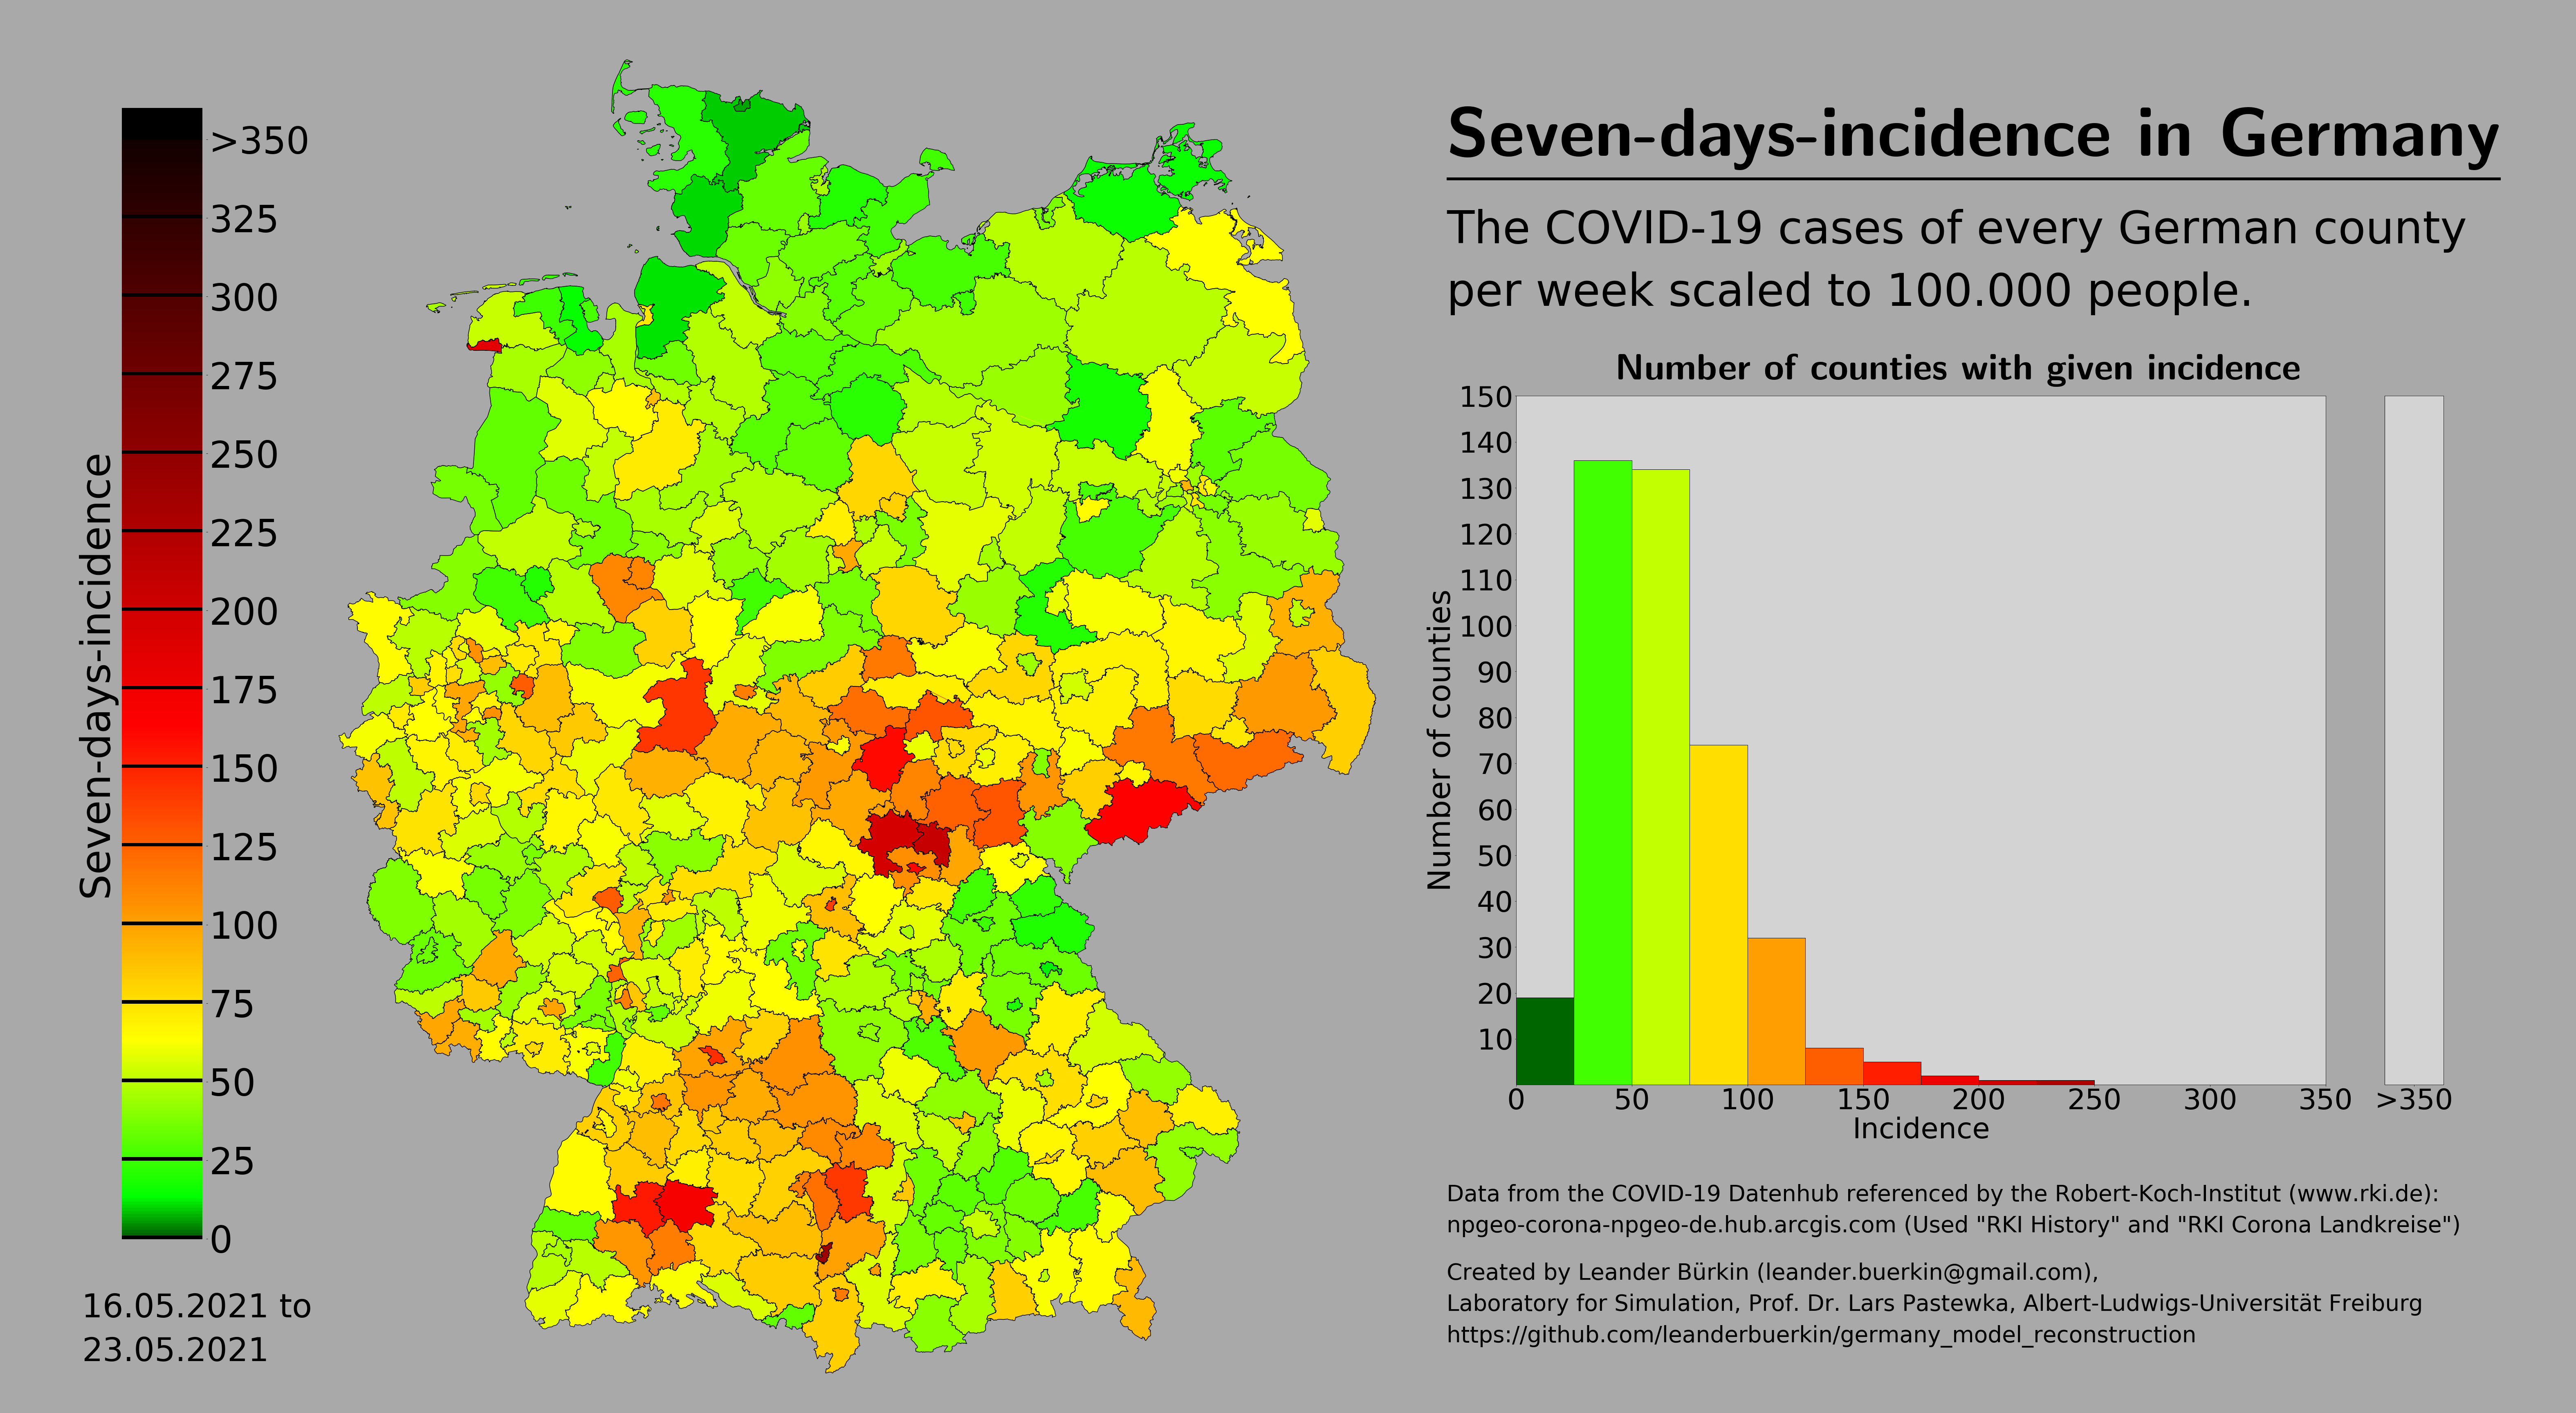 Seven-days-incidence in Germany
The COVID-19 cases of every German county
per week scaled to 100.000 people.
Seven-days-incidence
>350
325
300
275
250
225
200
175
150
125
100
75
50
25
0
16.05.2021 to
23.05.2021
Number of counties with given incidence
Number of counties
150
140
130
120
110
100
90
80
70
60
50
40
30
20
10
0 50 100 150 200 250 300 350 >350
Incidence
Data from the COVID-19 Datenhub referenced by the Robert-Koch-Institut (www.rki.de):
npgeo-corona-npgeo-de.hub.arcgis.com (Used "RKI History" and "RKI Corona Landkreise")
Created by Leander Bürkin (leander.buerkin@gmail.com),
Laboratory for Simulation, Prof. Dr. Lars Pastewka, Albert-Ludwigs-Universität Freiburg
https://github.com/leanderbuerkin/germany_model_reconstruction